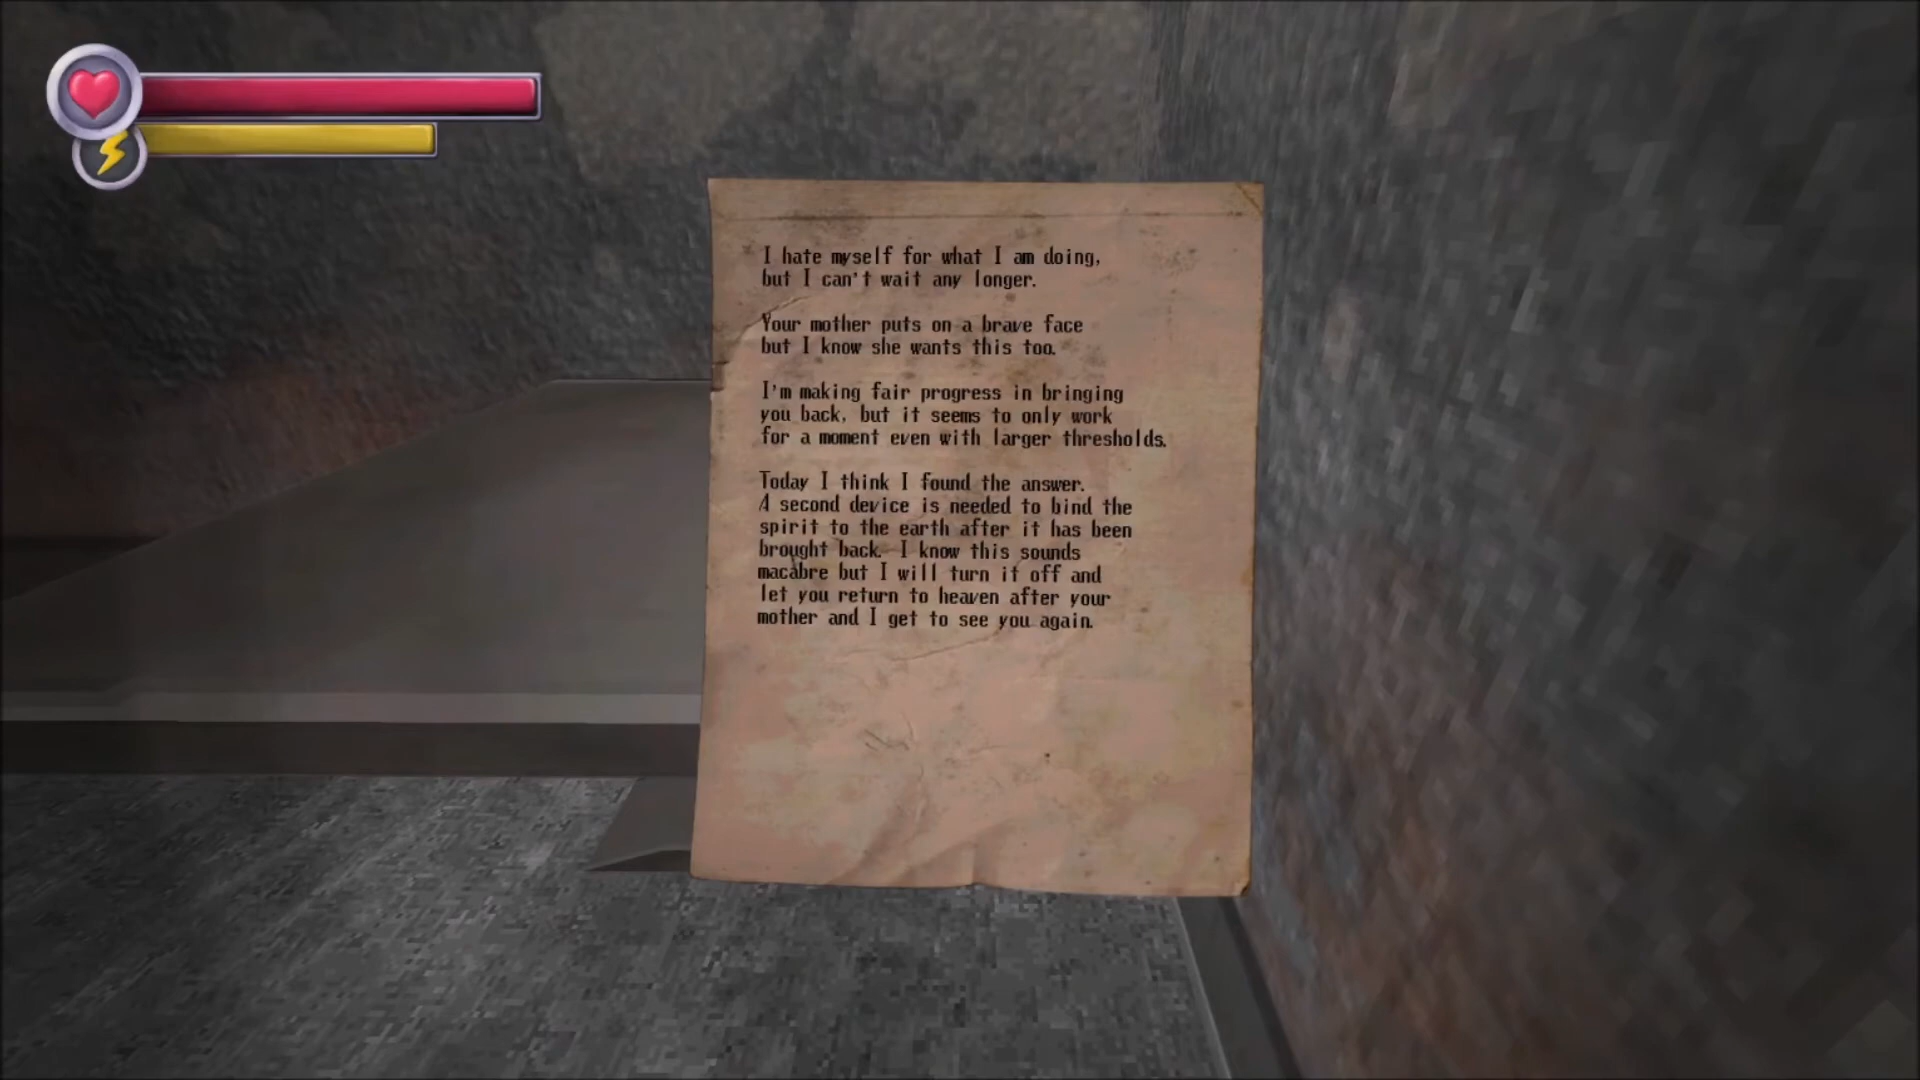 I hate myself for what I am doing,
but I can't wait any longer.
Your mother puts on a brave face
but I know she wants this too.
I'm making fair progress in bringing
you back, but it seems to only work
for a moment even with larger thresholds.
Today I think I found the answer.
A second device is needed to bind the
spirit to the earth after it has been
brought back. I know this sounds
macabre but I will turn it off and
let you return to heaven after your
mother and I get to see you again.